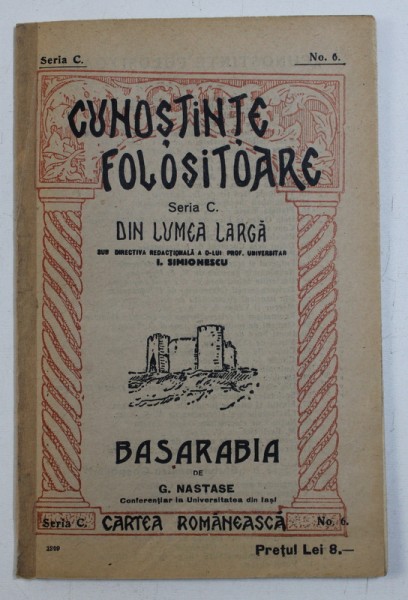 Seria C. No. 6.
CUNOȘTINȚE
FOLOSITOARE
Seria C.
DIN LUMEA LARGĂ
SUB DIRECTIVA REDACȚIONALĂ A D-LUI PROF. UNIVERSITAR
I. SIMIONESCU
BASARABIA
DE
G. NASTASE
Conferențiar la Universitatea din Iași
Seria C. CARTEA ROMÂNEASCĂ No. 6.
Prețul Lei 8.—